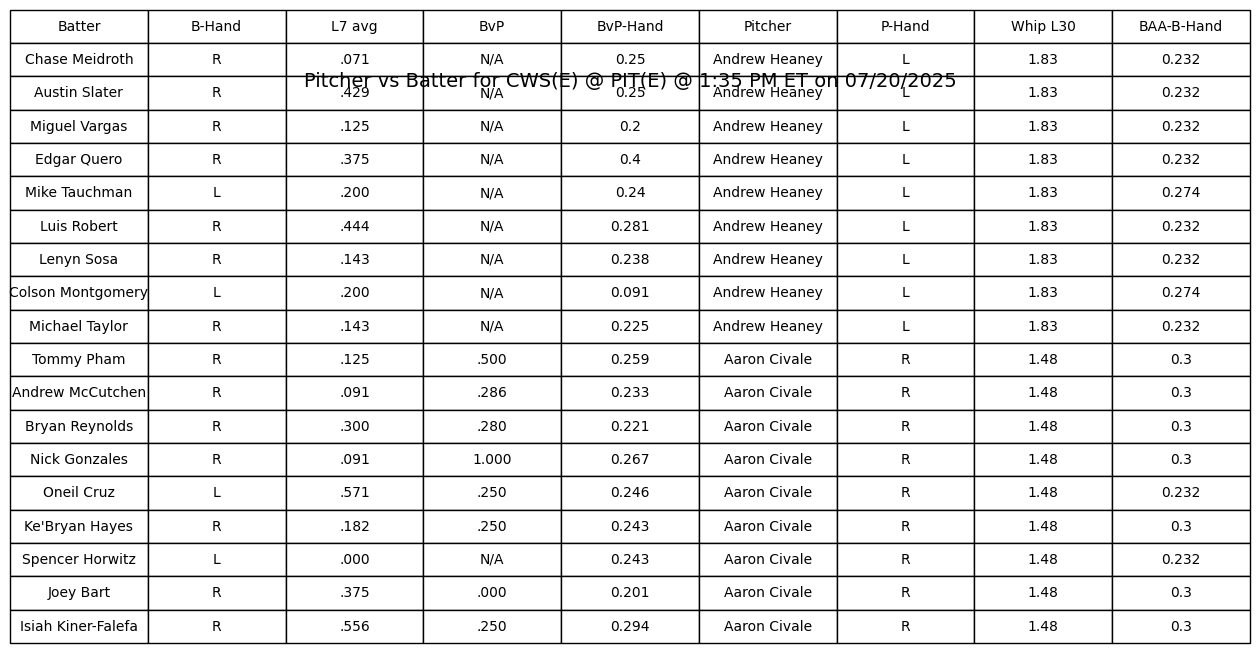 Batter B-Hand L7 avg BvP BvP-Hand Pitcher P-Hand Whip L30 BAA-B-Hand
Chase Meidroth R .071 N/A 0.25 Andrew Heaney L 1.83 0.232
Pitcher vs Batter for CWS(E) @ PIT(E) @ 1:35 PM ET on 07/20/2025
Austin Slater R .429 N/A 0.25 Andrew Heaney L 1.83 0.232
Miguel Vargas R .125 N/A 0.2 Andrew Heaney L 1.83 0.232
Edgar Quero R .375 N/A 0.4 Andrew Heaney L 1.83 0.232
Mike Tauchman L .200 N/A 0.24 Andrew Heaney L 1.83 0.274
Luis Robert R .444 N/A 0.281 Andrew Heaney L 1.83 0.232
Lenyn Sosa R .143 N/A 0.238 Andrew Heaney L 1.83 0.232
Colson Montgomery L .200 N/A 0.091 Andrew Heaney L 1.83 0.274
Michael Taylor R .143 N/A 0.225 Andrew Heaney L 1.83 0.232
Tommy Pham R .125 .500 0.259 Aaron Civale R 1.48 0.3
Andrew McCutchen R .091 .286 0.233 Aaron Civale R 1.48 0.3
Bryan Reynolds R .300 .280 0.221 Aaron Civale R 1.48 0.3
Nick Gonzales R .091 1.000 0.267 Aaron Civale R 1.48 0.3
Oneil Cruz L .571 .250 0.246 Aaron Civale R 1.48 0.232
Ke'Bryan Hayes R .182 .250 0.243 Aaron Civale R 1.48 0.3
Spencer Horwitz L .000 N/A 0.243 Aaron Civale R 1.48 0.232
Joey Bart R .375 .000 0.201 Aaron Civale R 1.48 0.3
Isiah Kiner-Falefa R .556 .250 0.294 Aaron Civale R 1.48 0.3